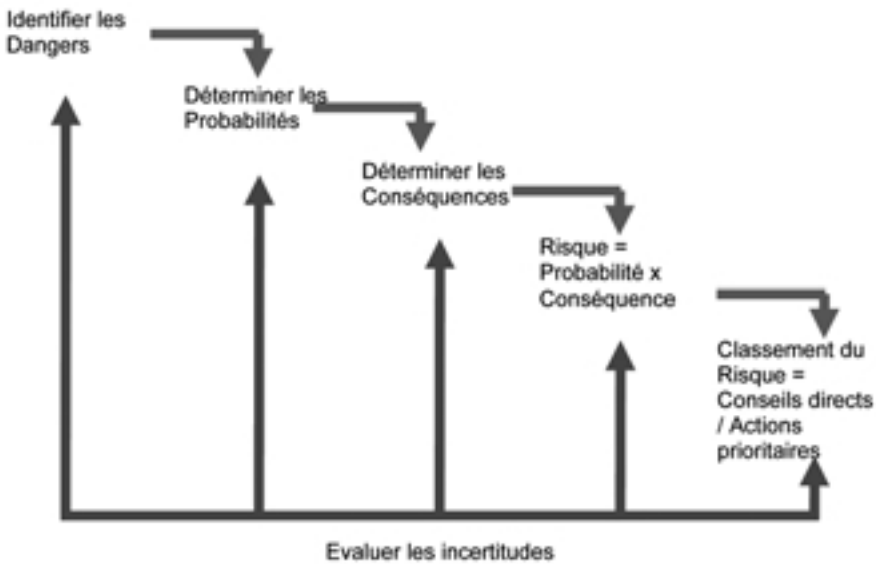 Identifier les
Dangers
Déterminer les
Probabilités
Déterminer les
Conséquences
Risque =
Probabilité x
Conséquence
Classement du
Risque =
Conseils directs
/ Actions
prioritaires
Evaluer les incertitudes